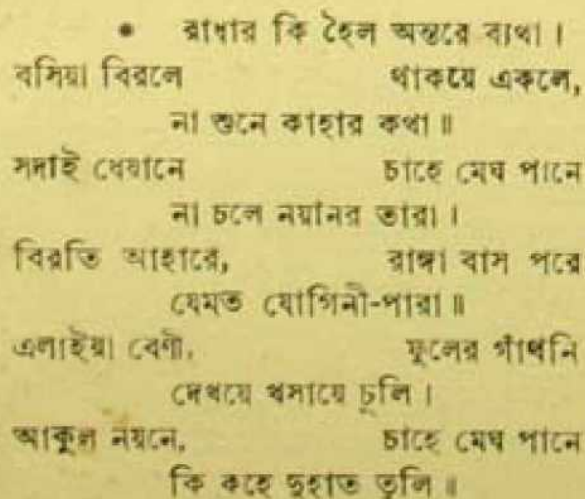 • রাধার কি হৈল অন্তরে ব্যথা।
বসিয়া বিরলে থাকয়ে একলে,
না শুনে কাহার কথা॥
সদাই ধেয়ানে চাহে মেঘ পানে
না চলে নয়ানর তারা।
বিরতি আহারে, রাঙ্গা বাস পরে
যেমত যোগিনী-পারা॥
এলাইয়া বেণী, ফুলের গাঁথনি
দেখয়ে খসায়ে চুলি।
আকুল নয়নে, চাহে মেঘ পানে
কি কহে দুহাত তুলি॥